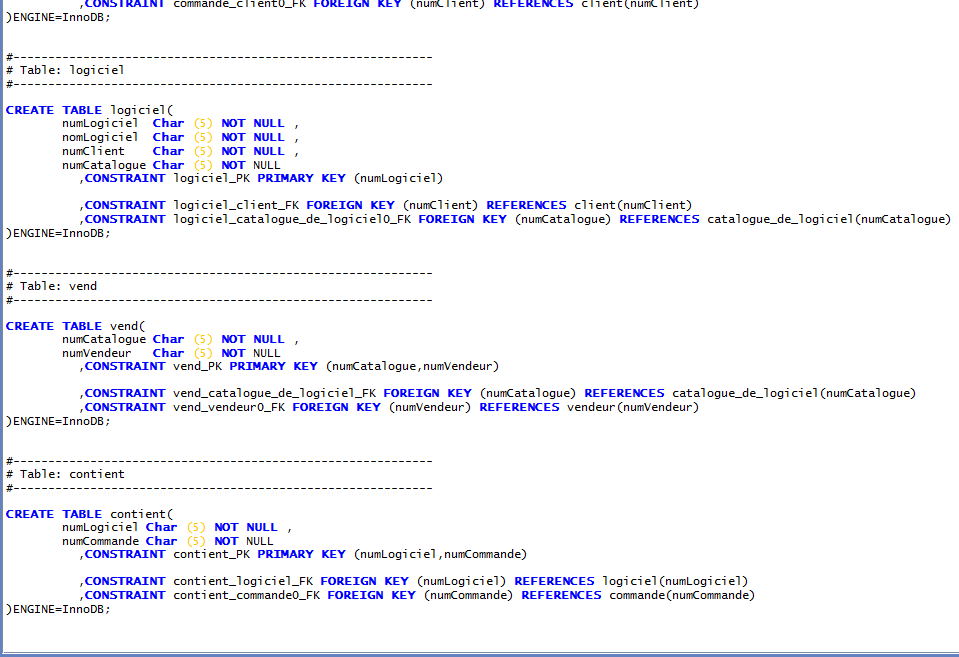 ,CONSTRAINT commande_client0_FK FOREIGN KEY (numClient) REFERENCES client(numClient)
)ENGINE=InnoDB;
#------------------------------------------------------------
# Table: logiciel
#------------------------------------------------------------
CREATE TABLE logiciel(
numLogiciel Char (5) NOT NULL ,
nomLogiciel Char (5) NOT NULL ,
numClient Char (5) NOT NULL ,
numCatalogue Char (5) NOT NULL
,CONSTRAINT logiciel_PK PRIMARY KEY (numLogiciel)
,CONSTRAINT logiciel_client_FK FOREIGN KEY (numClient) REFERENCES client(numClient)
,CONSTRAINT logiciel_catalogue_de_logiciel0_FK FOREIGN KEY (numCatalogue) REFERENCES catalogue_de_logiciel(numCatalogue)
)ENGINE=InnoDB;
#------------------------------------------------------------
# Table: vend
#------------------------------------------------------------
CREATE TABLE vend(
numCatalogue Char (5) NOT NULL ,
numVendeur Char (5) NOT NULL
,CONSTRAINT vend_PK PRIMARY KEY (numCatalogue,numVendeur)
,CONSTRAINT vend_catalogue_de_logiciel_FK FOREIGN KEY (numCatalogue) REFERENCES catalogue_de_logiciel(numCatalogue)
,CONSTRAINT vend_vendeur0_FK FOREIGN KEY (numVendeur) REFERENCES vendeur(numVendeur)
)ENGINE=InnoDB;
#------------------------------------------------------------
# Table: contient
#------------------------------------------------------------
CREATE TABLE contient(
numLogiciel Char (5) NOT NULL ,
numCommande Char (5) NOT NULL
,CONSTRAINT contient_PK PRIMARY KEY (numLogiciel,numCommande)
,CONSTRAINT contient_logiciel_FK FOREIGN KEY (numLogiciel) REFERENCES logiciel(numLogiciel)
,CONSTRAINT contient_commande0_FK FOREIGN KEY (numCommande) REFERENCES commande(numCommande)
)ENGINE=InnoDB;